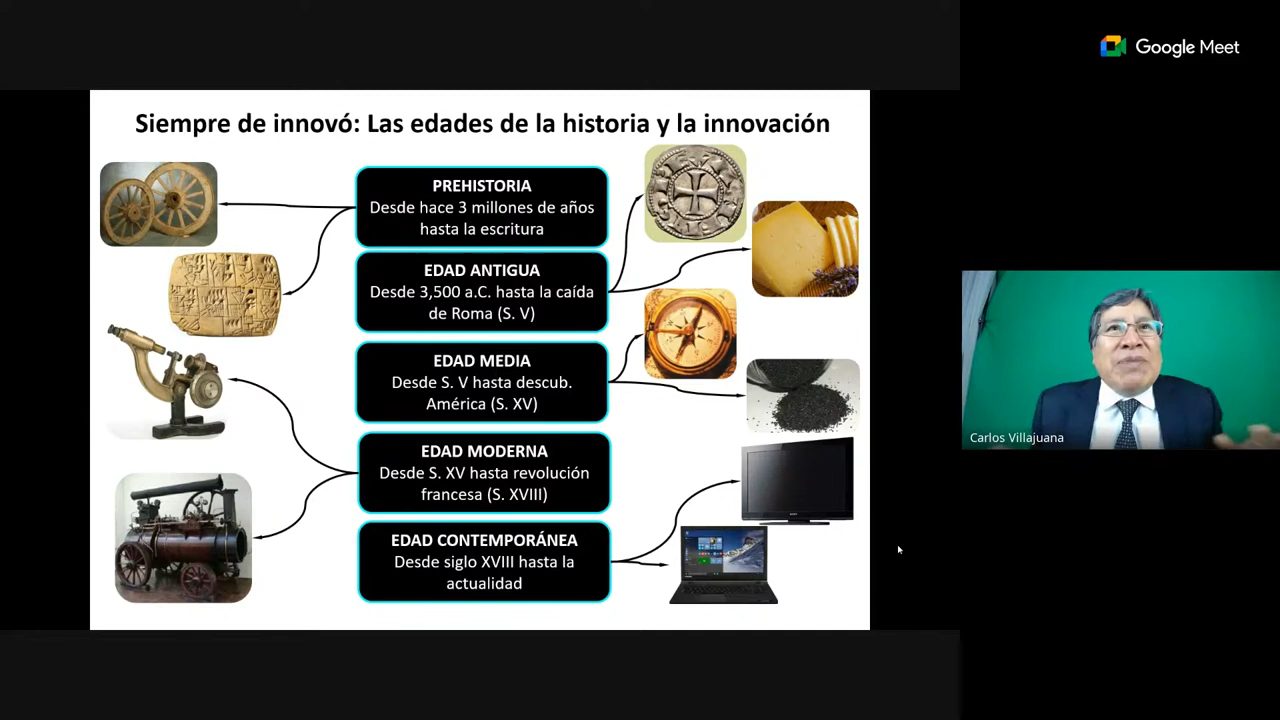 Google Meet
Siempre de innovó: Las edades de la historia y la innovación
PREHISTORIA
Desde hace 3 millones de años
hasta la escritura
EDAD ANTIGUA
Desde 3,500 a.C. hasta la caída
de Roma (S. V)
EDAD MEDIA
Desde S. V hasta descub.
América (S. XV)
EDAD MODERNA
Desde S. XV hasta revolución
francesa (S. XVIII)
EDAD CONTEMPORÁNEA
Desde siglo XVIII hasta la
actualidad
Carlos Villajuana